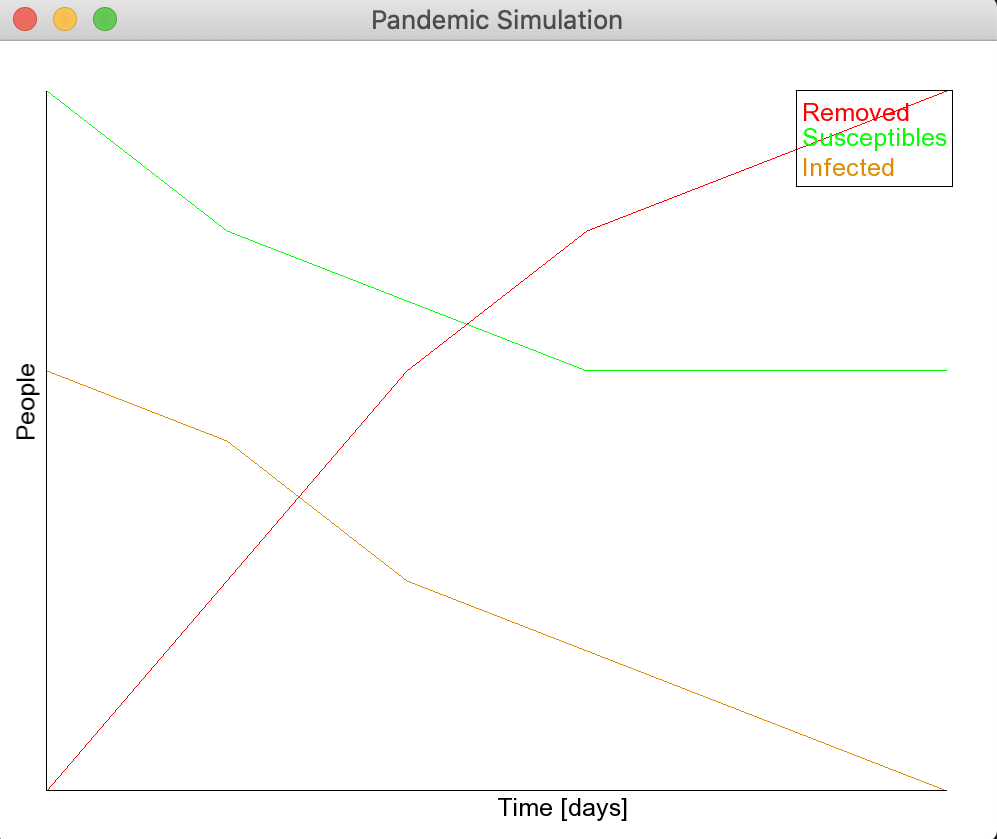 Pandemic Simulation
Removed
Susceptibles
Infected
People
Time [days]